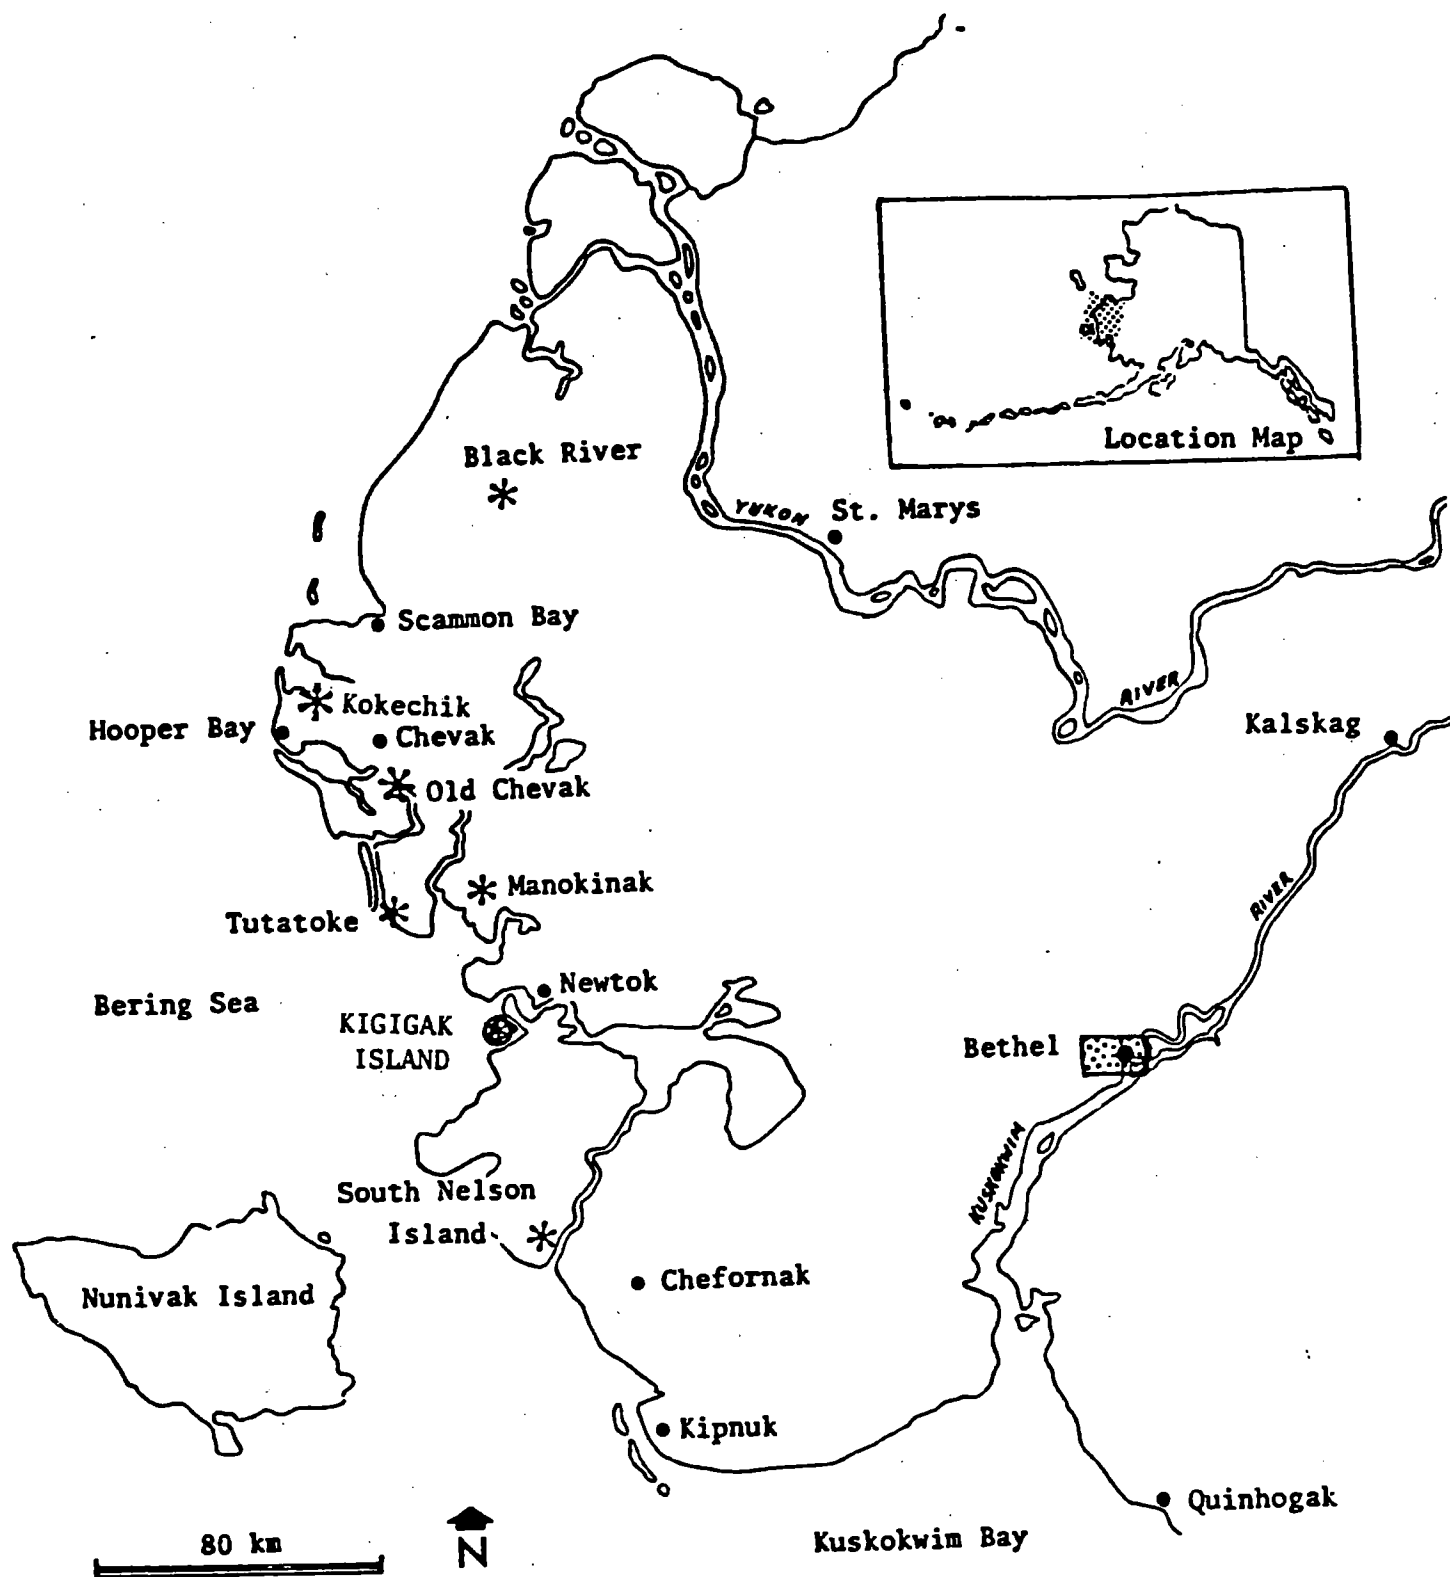 Location Map
Black River
YUKON
St. Marys
Scammon Bay
RIVER
Kokechik
Hooper Bay
Chevak
Kalskag
Old Chevak
Manokinak
RIVER
Tutatoke
Newtok
Bering Sea
KIGIGAK
ISLAND
Bethel
KUSKOKWIM
South Nelson
Island
Chefornak
Nunivak Island
Kipnuk
Quinhogak
80 km
N
Kuskokwim Bay